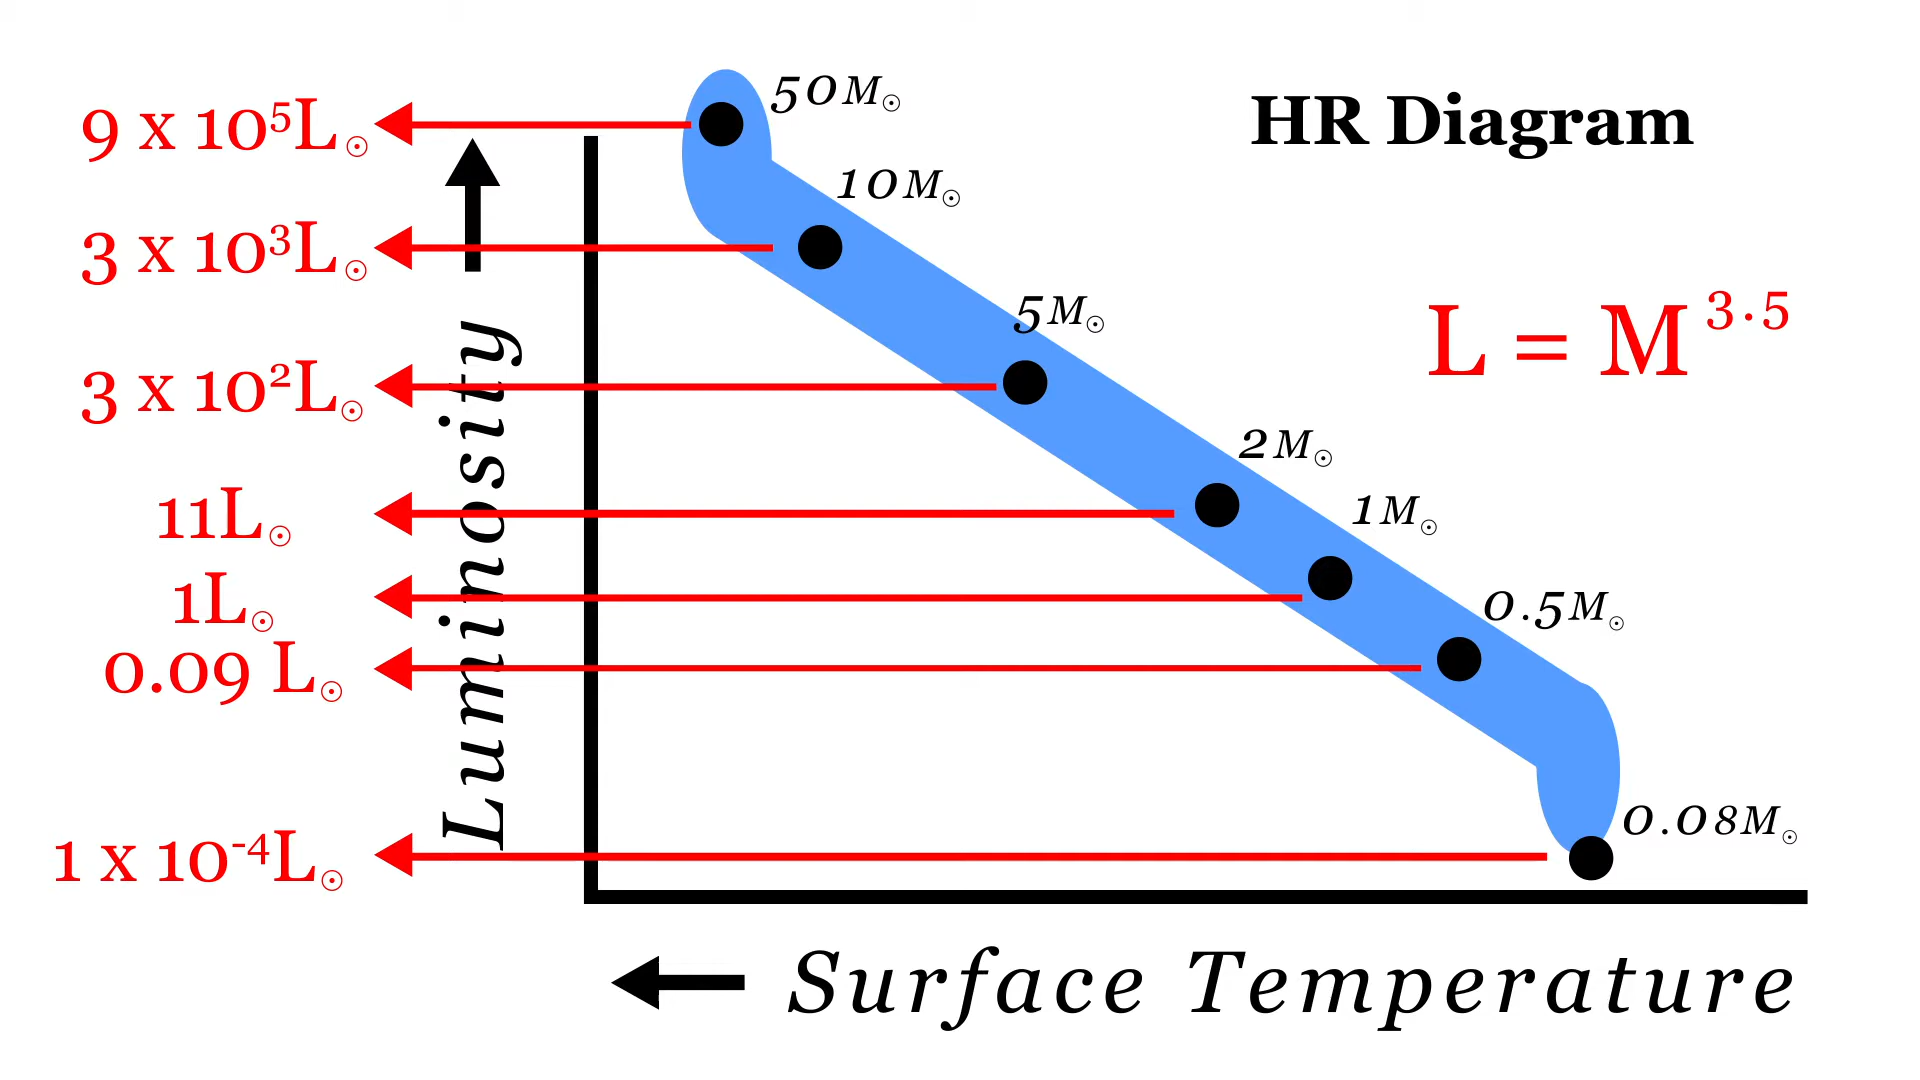 HR Diagram
50M☉
9 x 10⁵L☉
10M☉
3 x 10³L☉
5M☉
L = M³·⁵
3 x 10²L☉
2M☉
11L☉
1M☉
1L☉
0.5M☉
0.09 L☉
0.08M☉
1 x 10⁻⁴L☉
Luminosity
Surface Temperature